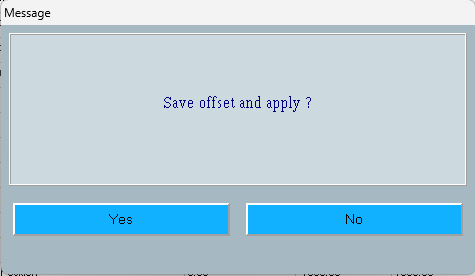 Message
Save offset and apply ?
Yes
No